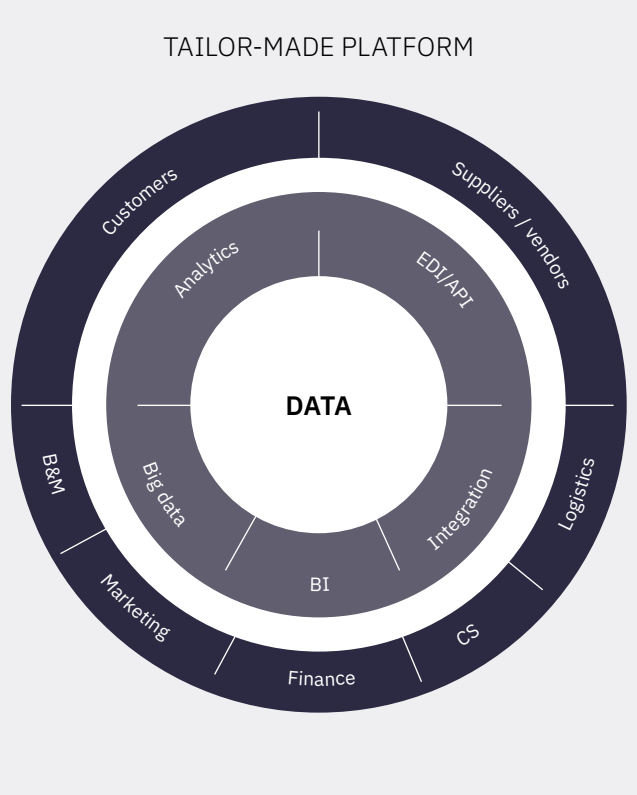 TAILOR-MADE PLATFORM
Customers
Suppliers / vendors
Analytics
EDI/API
DATA
B&M
Big data
Integration
Logistics
BI
Marketing
CS
Finance